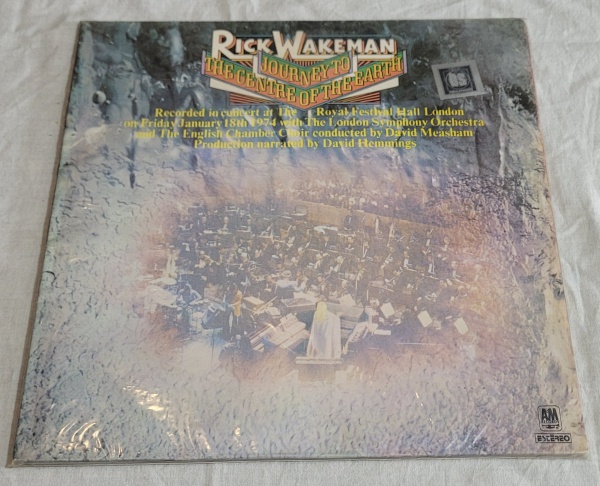 RICK WAKEMAN
JOURNEY TO
THE CENTRE OF THE EARTH
Recorded in concert at The Royal Festival Hall London
on Friday January 18th 1974 with The London Symphony Orchestra
and The English Chamber Choir conducted by David Measham
Production narrated by David Hemmings
AM
ESTÉREO